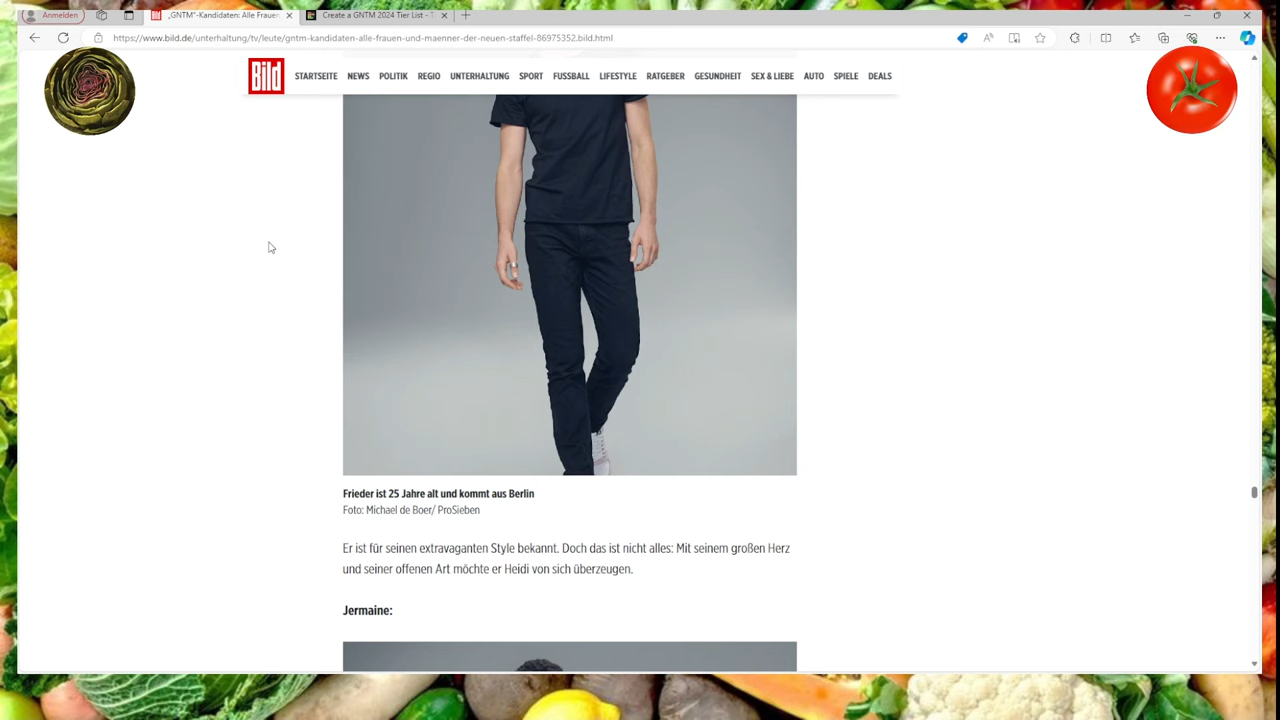 Anmelden
„GNTM"-Kandidaten: Alle Frauen
Create a GNTM 2024 Tier List - T
https://www.bild.de/unterhaltung/tv/leute/gntm-kandidaten-alle-frauen-und-maenner-der-neuen-staffel-86975352.bild.html
Bild
STARTSEITE NEWS POLITIK REGIO UNTERHALTUNG SPORT FUSSBALL LIFESTYLE RATGEBER GESUNDHEIT SEX & LIEBE AUTO SPIELE DEALS
Frieder ist 25 Jahre alt und kommt aus Berlin
Foto: Michael de Boer/ ProSieben
Er ist für seinen extravaganten Style bekannt. Doch das ist nicht alles: Mit seinem großen Herz
und seiner offenen Art möchte er Heidi von sich überzeugen.
Jermaine: